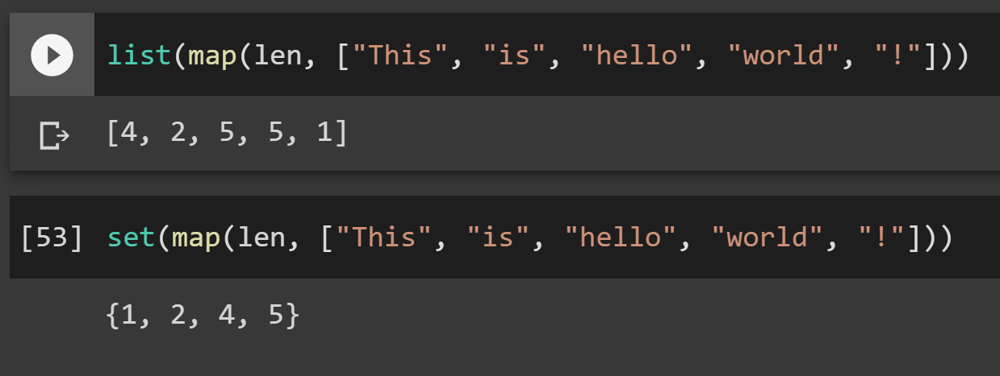 list(map(len, ["This", "is", "hello", "world", "!"]))
[4, 2, 5, 5, 1]
[53] set(map(len, ["This", "is", "hello", "world", "!"]))
{1, 2, 4, 5}